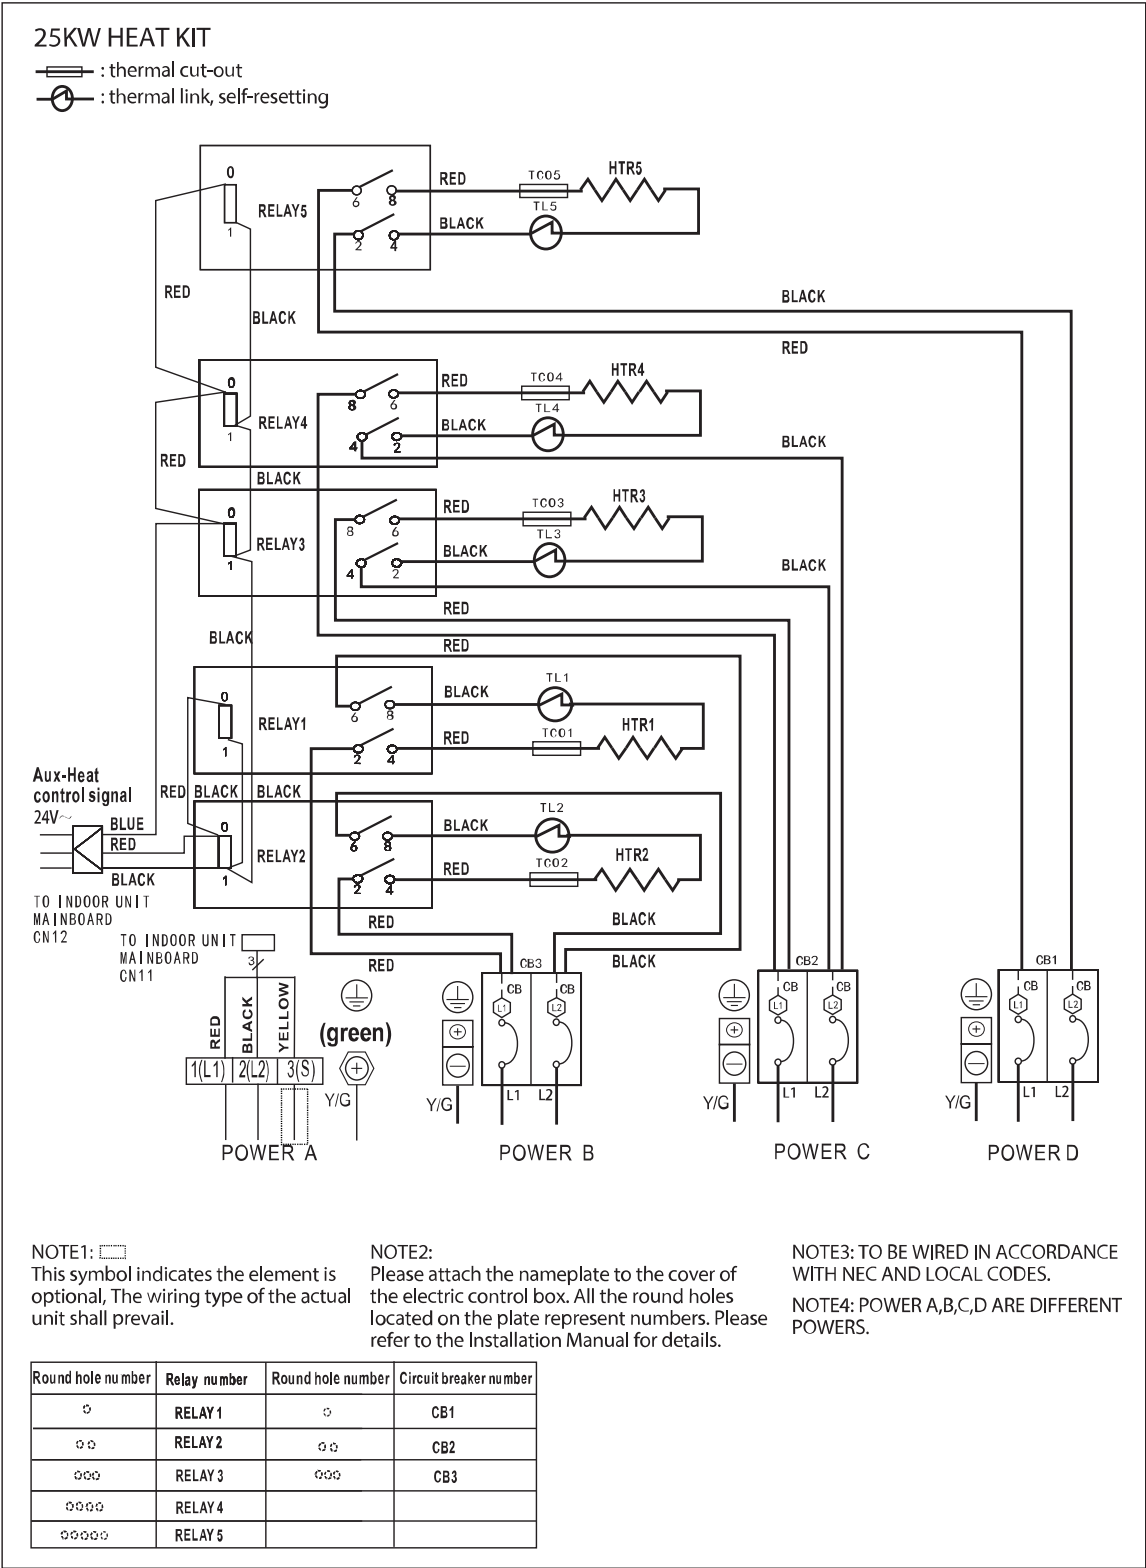 25KW HEAT KIT
: thermal cut-out
: thermal link, self-resetting
0
1
RELAY5
6
8
2
4
RED
BLACK
TCO5
TL5
HTR5
RED
BLACK
BLACK
RED
0
1
RELAY4
8
6
4
2
RED
BLACK
TCO4
TL4
HTR4
BLACK
RED
BLACK
0
1
RELAY3
8
6
4
2
RED
BLACK
TCO3
TL3
HTR3
BLACK
RED
BLACK
RED
0
1
RELAY1
6
8
2
4
BLACK
RED
TL1
TCO1
HTR1
Aux-Heat
control signal
24V~
RED BLACK BLACK
BLUE
RED
BLACK
0
1
RELAY2
6
8
2
4
BLACK
RED
TL2
TCO2
HTR2
TO INDOOR UNIT
MAINBOARD
CN12
TO INDOOR UNIT
MAINBOARD
CN11
3
RED
BLACK
RED
BLACK
RED
BLACK
YELLOW
1(L1) 2(L2) 3(S)
(green)
Y/G
POWER A
CB3
CB
CB
L1
L2
Y/G
L1
L2
POWER B
CB2
CB
CB
L1
L2
Y/G
L1
L2
POWER C
CB1
CB
CB
L1
L2
Y/G
L1
L2
POWER D
NOTE1:
This symbol indicates the element is
optional, The wiring type of the actual
unit shall prevail.
NOTE2:
Please attach the nameplate to the cover of
the electric control box. All the round holes
located on the plate represent numbers. Please
refer to the Installation Manual for details.
NOTE3: TO BE WIRED IN ACCORDANCE
WITH NEC AND LOCAL CODES.
NOTE4: POWER A,B,C,D ARE DIFFERENT
POWERS.
Round hole number Relay number Round hole number Circuit breaker number
RELAY 1 CB1
RELAY 2 CB2
RELAY 3 CB3
RELAY 4
RELAY 5